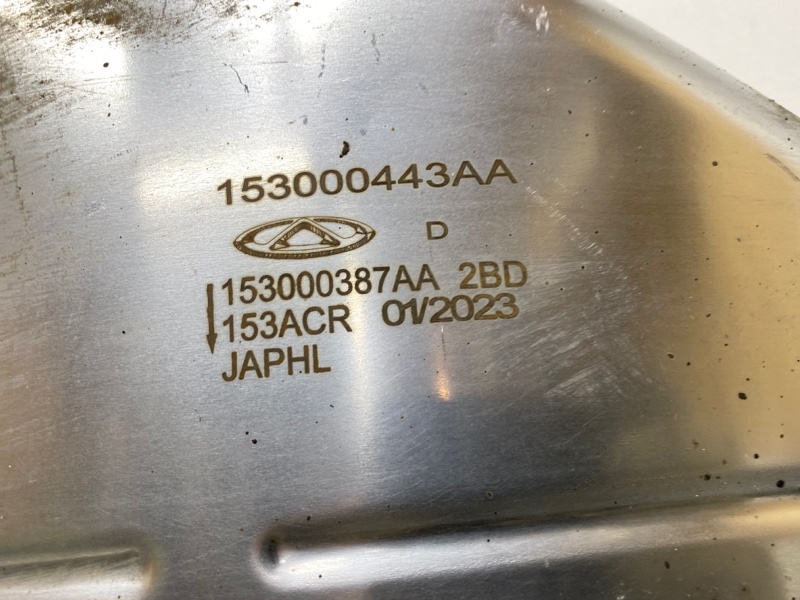 153000443AA
D
153000387AA 2BD
153ACR 01/2023
JAPHL